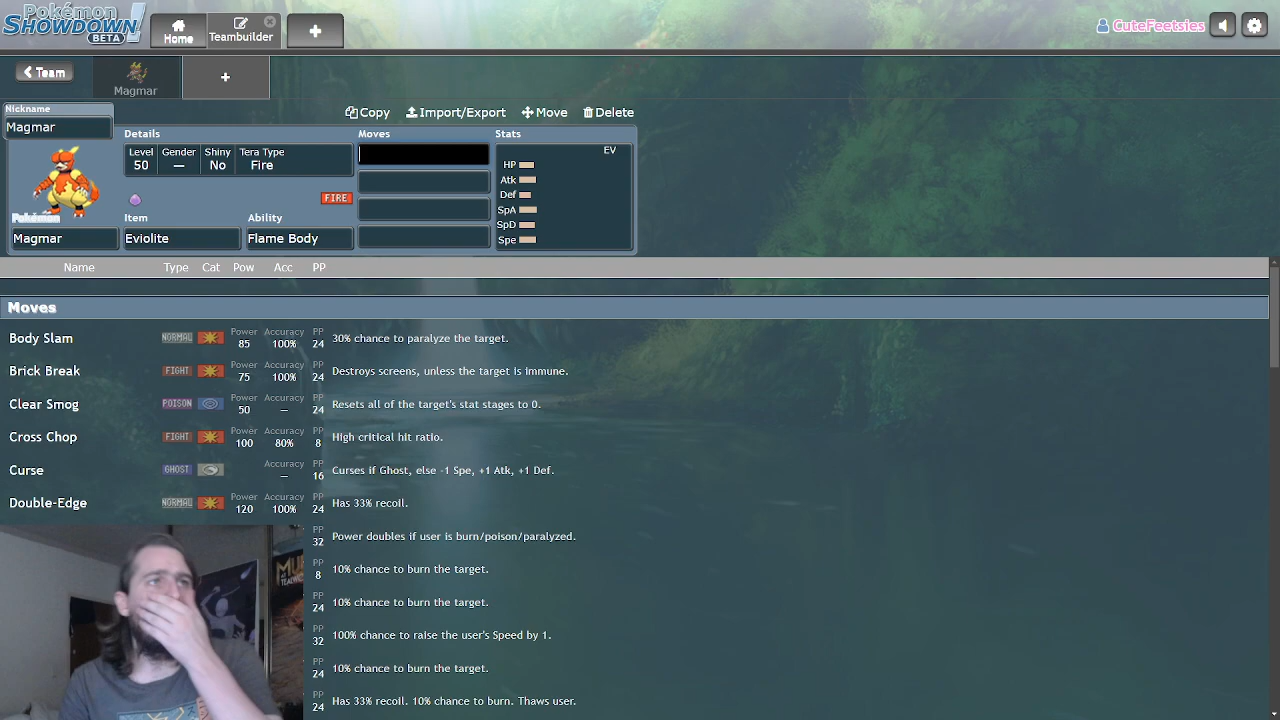 Pokémon
Showdown!
BETA
Home
Teambuilder
+
CuteFeetsies
Team
Magmar
+
Nickname
Magmar
Copy
Import/Export
Move
Delete
Details
Level
50
Gender
—
Shiny
No
Tera Type
Fire
FIRE
Pokémon
Magmar
Item
Eviolite
Ability
Flame Body
Moves
Stats
EV
HP
Atk
Def
SpA
SpD
Spe
Name Type Cat Pow Acc PP
Moves
Body Slam NORMAL Power 85 Accuracy 100% PP 24 30% chance to paralyze the target.
Brick Break FIGHT Power 75 Accuracy 100% PP 24 Destroys screens, unless the target is immune.
Clear Smog POISON Power 50 Accuracy — PP 24 Resets all of the target's stat stages to 0.
Cross Chop FIGHT Power 100 Accuracy 80% PP 8 High critical hit ratio.
Curse GHOST Accuracy — PP 16 Curses if Ghost, else -1 Spe, +1 Atk, +1 Def.
Double-Edge NORMAL Power 120 Accuracy 100% PP 24 Has 33% recoil.
PP 32 Power doubles if user is burn/poison/paralyzed.
PP 8 10% chance to burn the target.
PP 24 10% chance to burn the target.
PP 32 100% chance to raise the user's Speed by 1.
PP 24 10% chance to burn the target.
PP 24 Has 33% recoil. 10% chance to burn. Thaws user.